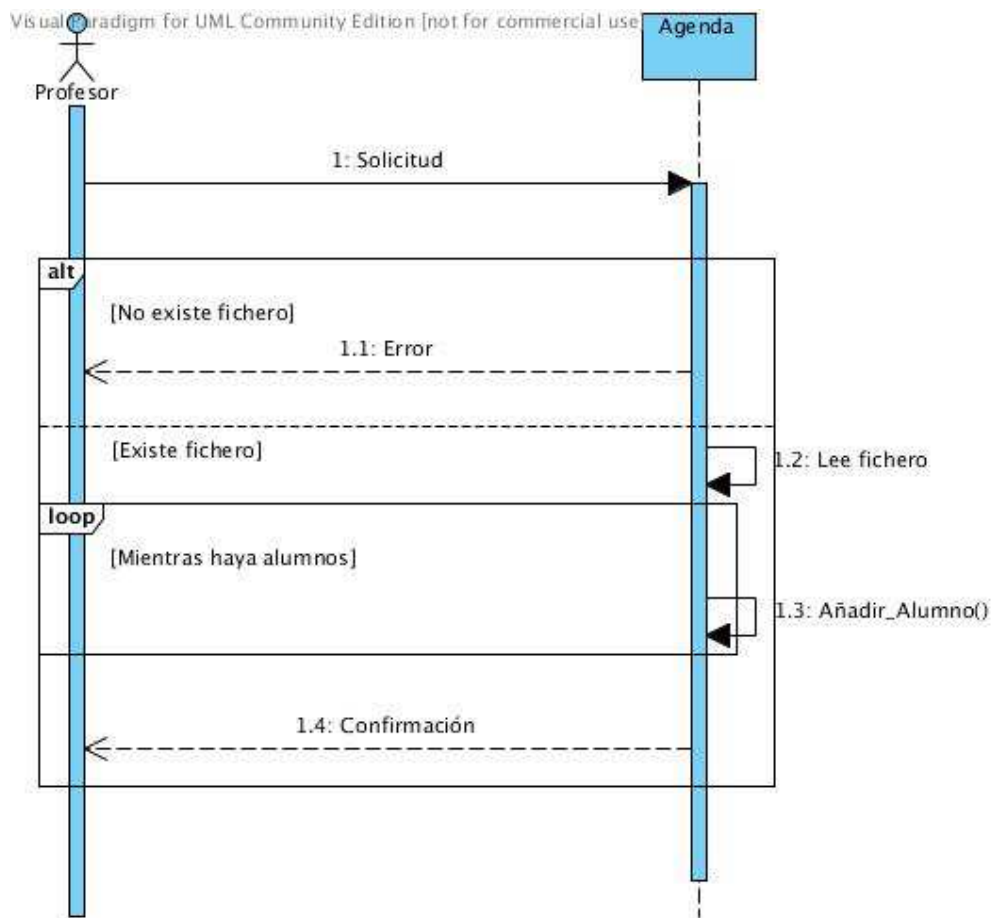 Visual Paradigm for UML Community Edition [not for commercial use
Agenda
Profesor
1: Solicitud
alt
[No existe fichero]
1.1: Error
[Existe fichero]
1.2: Lee fichero
loop
[Mientras haya alumnos]
1.3: Añadir_Alumno()
1.4: Confirmación